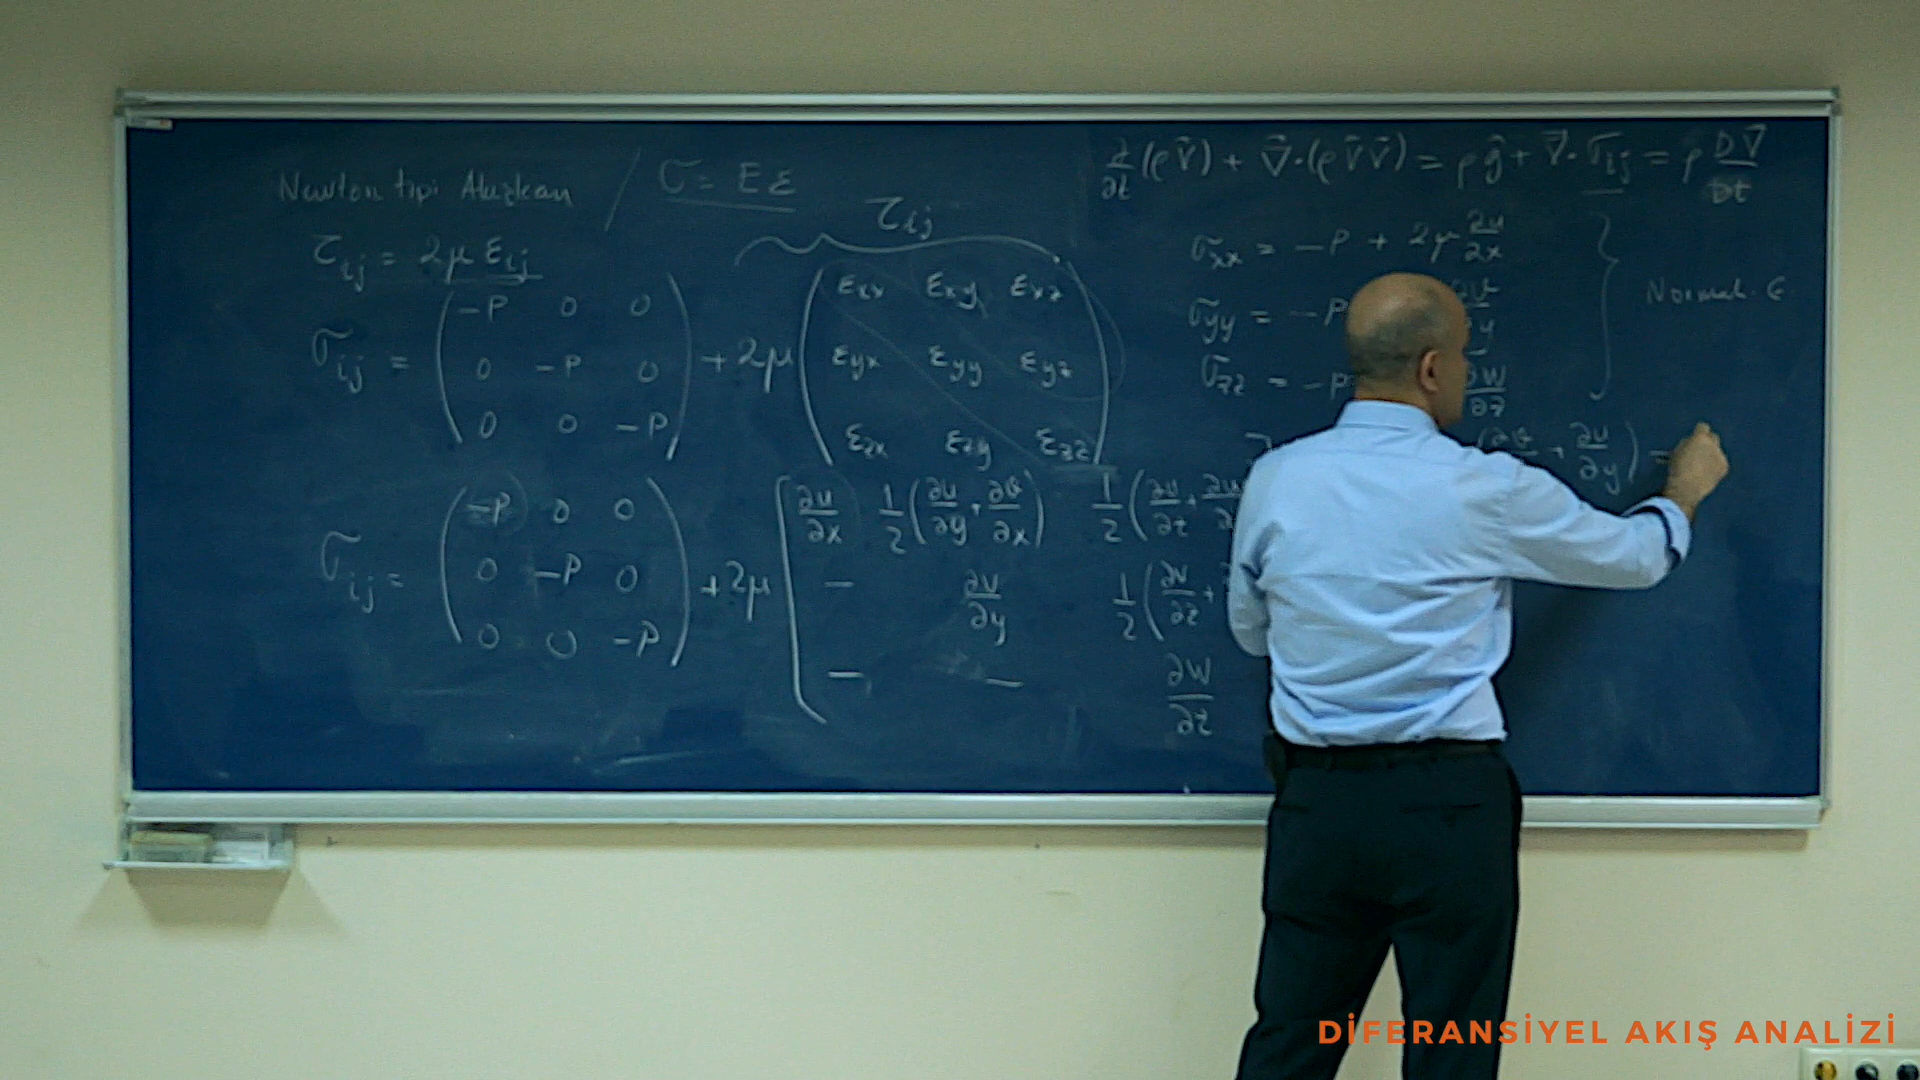 Newton tipi Akışkan / σ = E ε
τij = 2μ εij
τij
σij = (-P 0 0
0 -P 0
0 0 -P) + 2μ (εxx εxy εxz
εyx εyy εyz
εzx εzy εzz)
σij = (-P 0 0
0 -P 0
0 0 -P) + 2μ [∂u/∂x 1/2(∂u/∂y + ∂v/∂x) 1/2(∂u/∂z +
— ∂v/∂y 1/2(∂v/∂z +
— — ∂w/∂z
∂/∂t (ρV⃗) + ∇⃗·(ρV⃗V⃗) = ρg⃗ + ∇⃗·σij = ρ DV⃗/Dt
σxx = -P + 2μ ∂u/∂x
σyy = -P
σzz = -P ∂w/∂z
} Normal. G.
+ ∂u/∂y) =
DİFERANSİYEL AKIŞ ANALİZİ